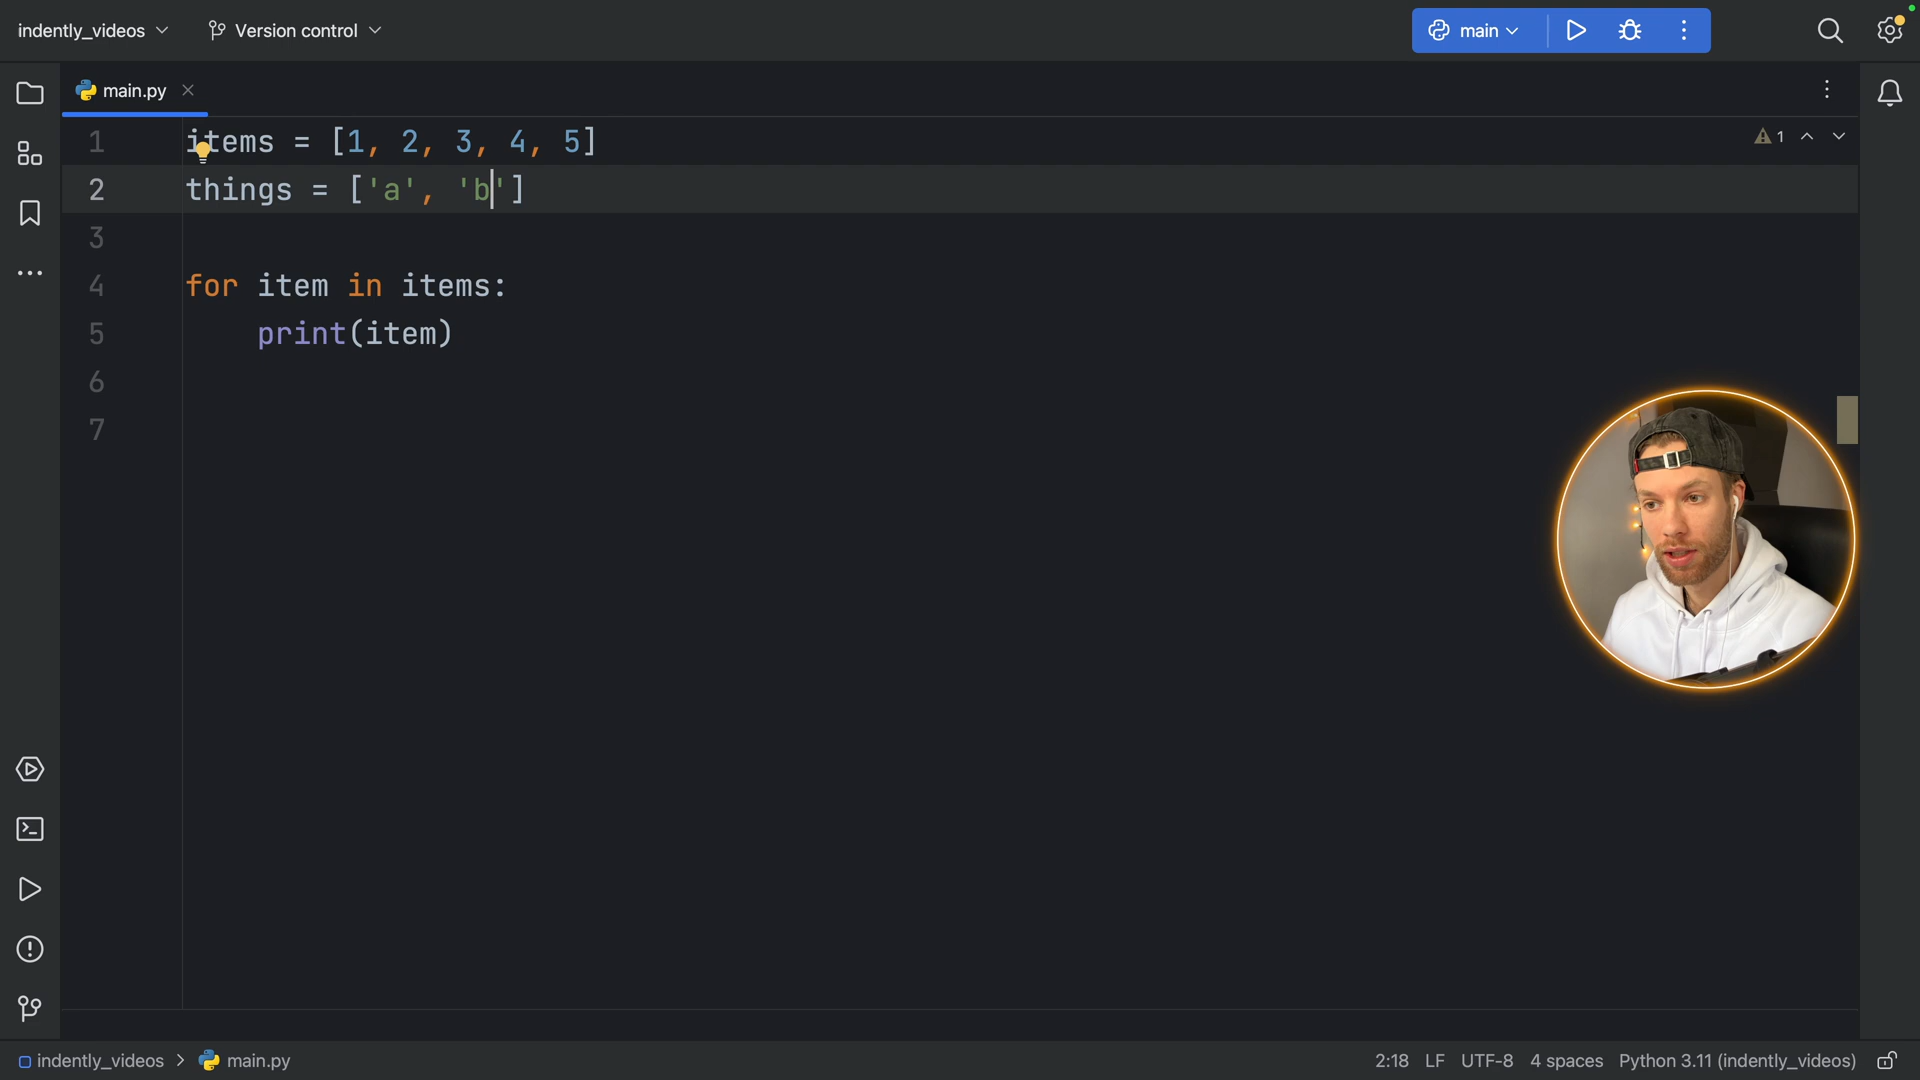 indently_videos Version control main
main.py
1 items = [1, 2, 3, 4, 5] 1
2 things = ['a', 'b']
3
4 for item in items:
5     print(item)
6
7
indently_videos > main.py 2:18 LF UTF-8 4 spaces Python 3.11 (indently_videos)